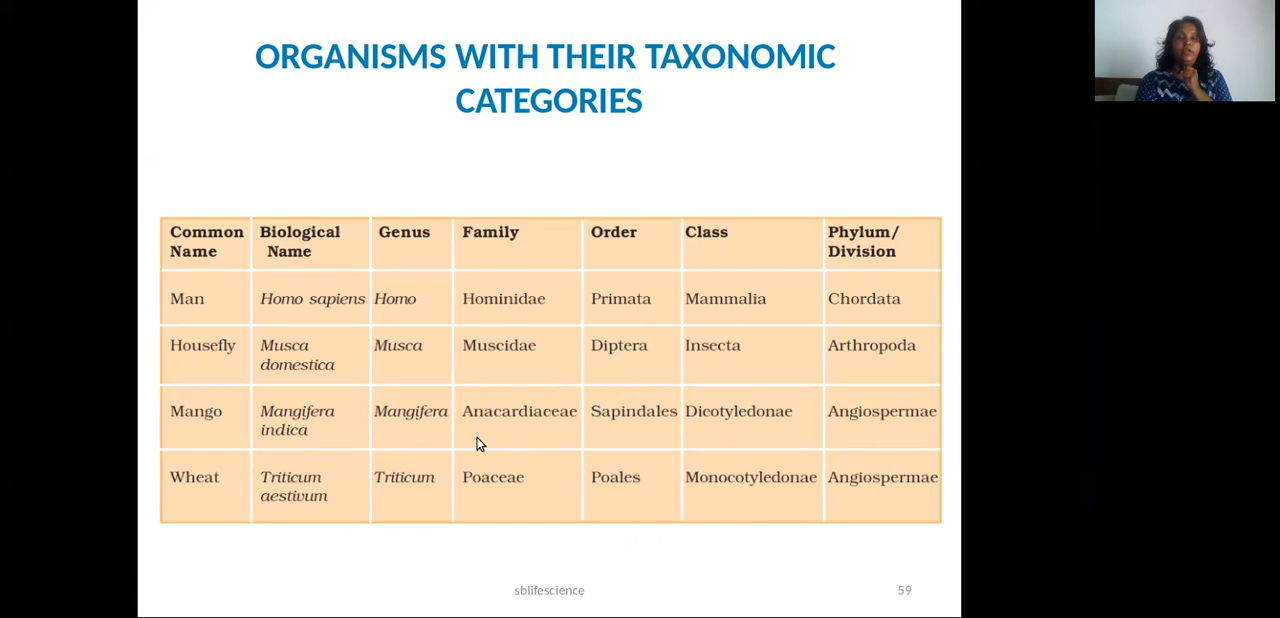 ORGANISMS WITH THEIR TAXONOMIC
CATEGORIES
Common Name Biological Name Genus Family Order Class Phylum/ Division
Man Homo sapiens Homo Hominidae Primata Mammalia Chordata
Housefly Musca domestica Musca Muscidae Diptera Insecta Arthropoda
Mango Mangifera indica Mangifera Anacardiaceae Sapindales Dicotyledonae Angiospermae
Wheat Triticum aestivum Triticum Poaceae Poales Monocotyledonae Angiospermae
sblifescience 59